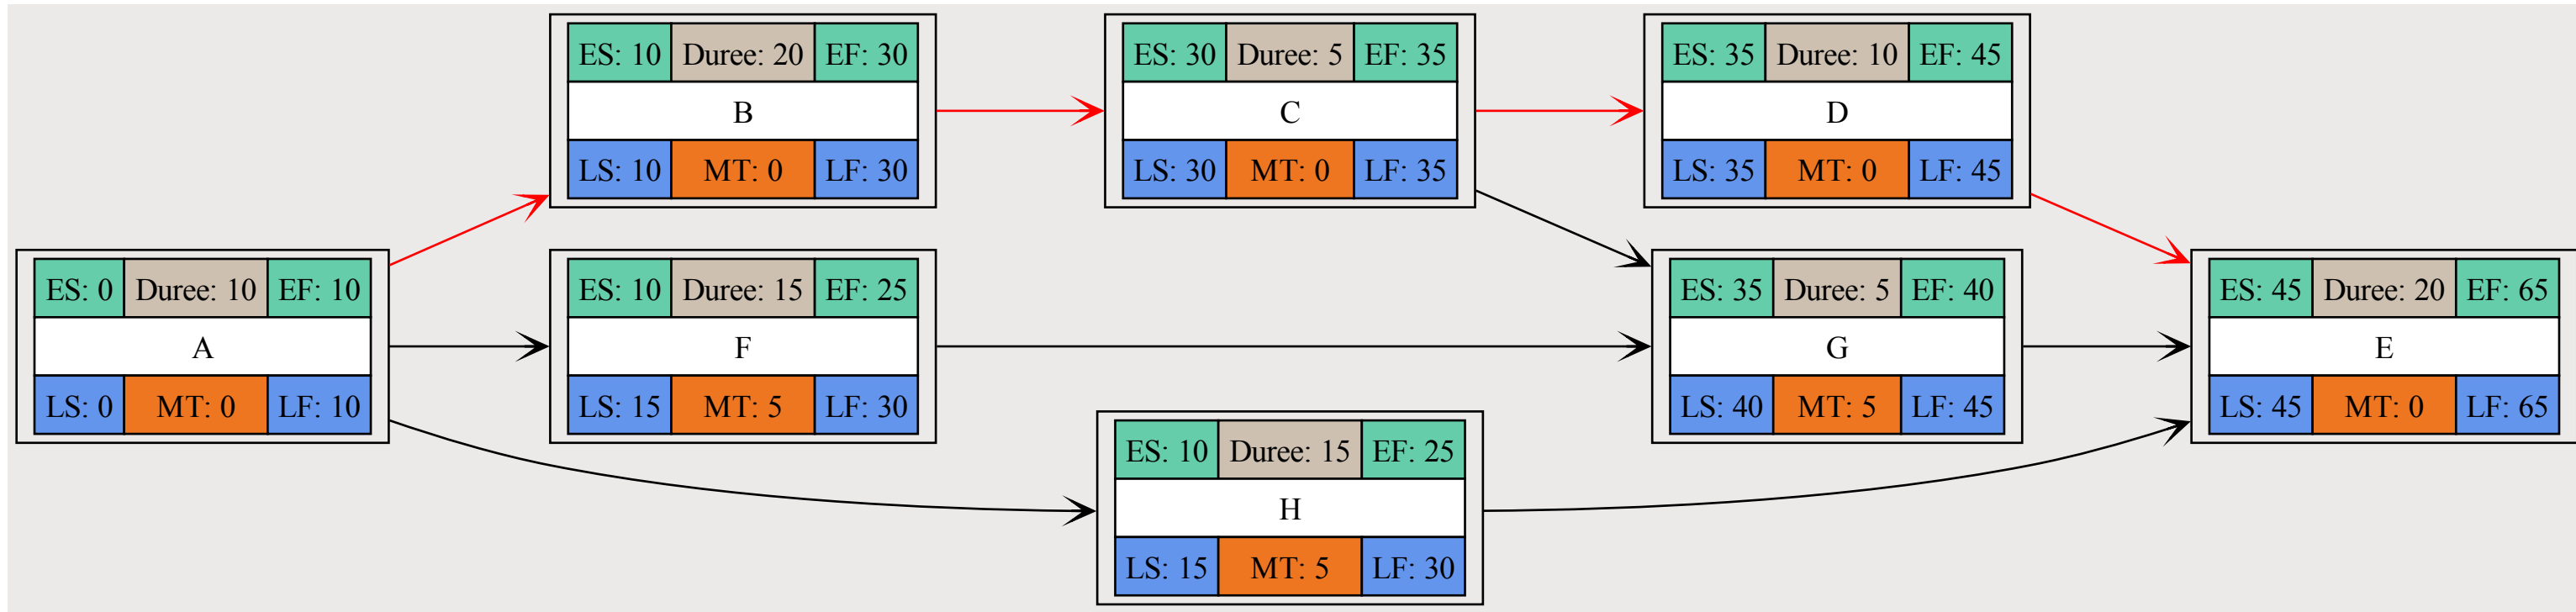 ES: 10 Duree: 20 EF: 30
B
LS: 10 MT: 0 LF: 30
ES: 30 Duree: 5 EF: 35
C
LS: 30 MT: 0 LF: 35
ES: 35 Duree: 10 EF: 45
D
LS: 35 MT: 0 LF: 45
ES: 0 Duree: 10 EF: 10
A
LS: 0 MT: 0 LF: 10
ES: 10 Duree: 15 EF: 25
F
LS: 15 MT: 5 LF: 30
ES: 35 Duree: 5 EF: 40
G
LS: 40 MT: 5 LF: 45
ES: 45 Duree: 20 EF: 65
E
LS: 45 MT: 0 LF: 65
ES: 10 Duree: 15 EF: 25
H
LS: 15 MT: 5 LF: 30